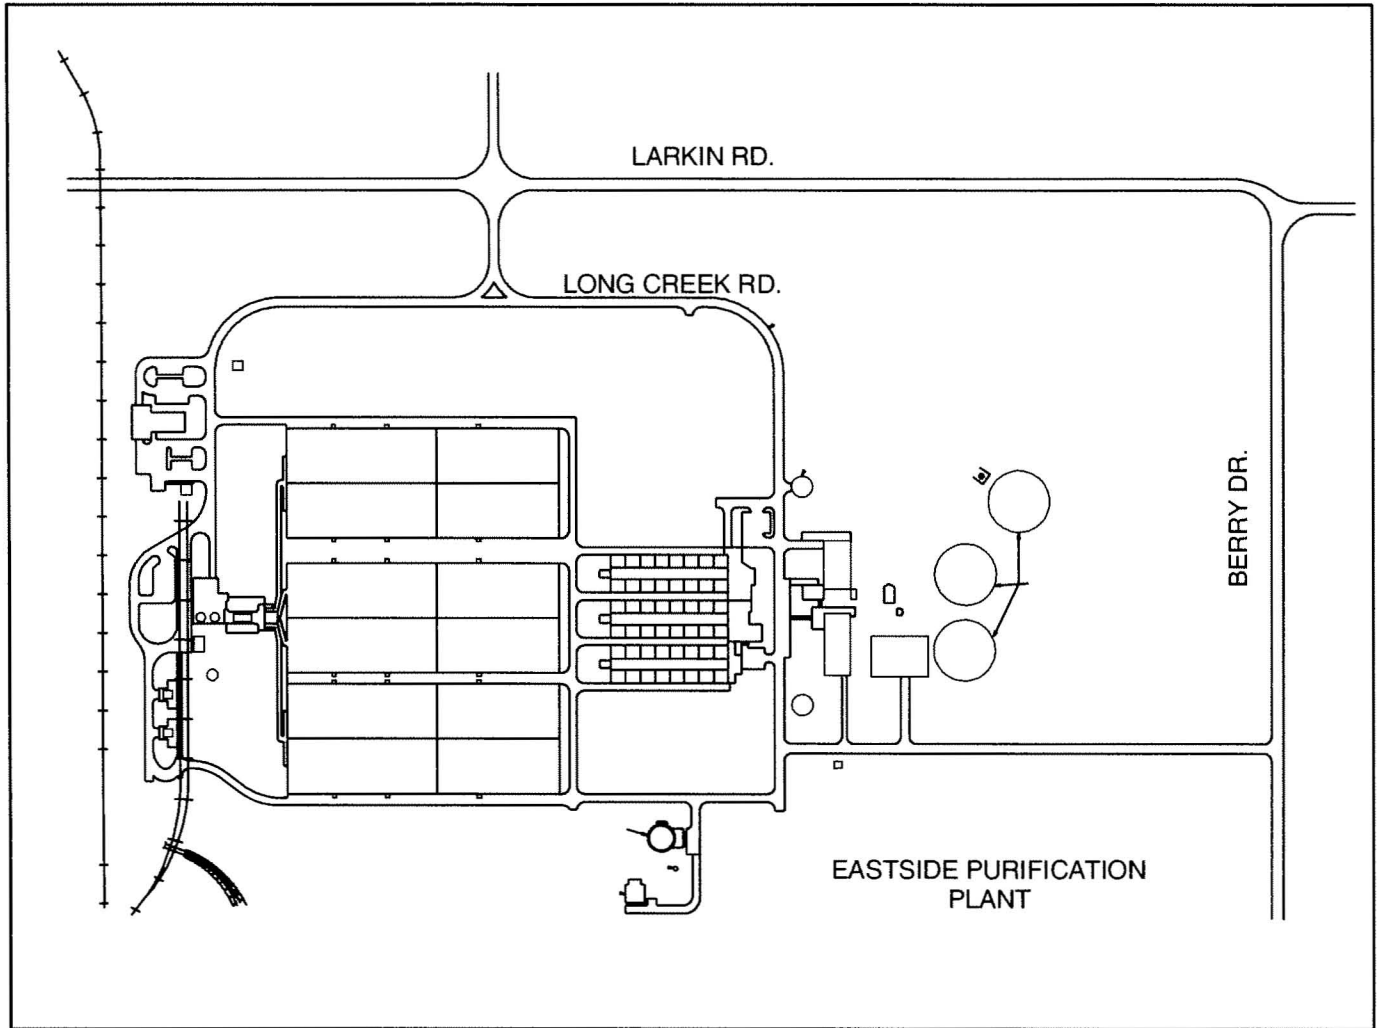 LARKIN RD.
LONG CREEK RD.
BERRY DR.
EASTSIDE PURIFICATION
PLANT